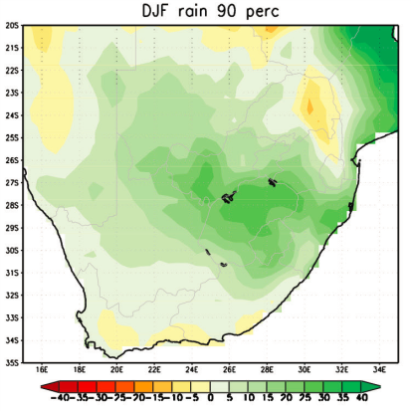 DJF rain 90 perc
20S
21S
22S
23S
24S
25S
26S
27S
28S
29S
30S
31S
32S
33S
34S
35S
16E 18E 20E 22E 24E 26E 28E 30E 32E 34E
-40 -35 -30 -25 -20 -15 -10 -5 0 5 10 15 20 25 30 35 40